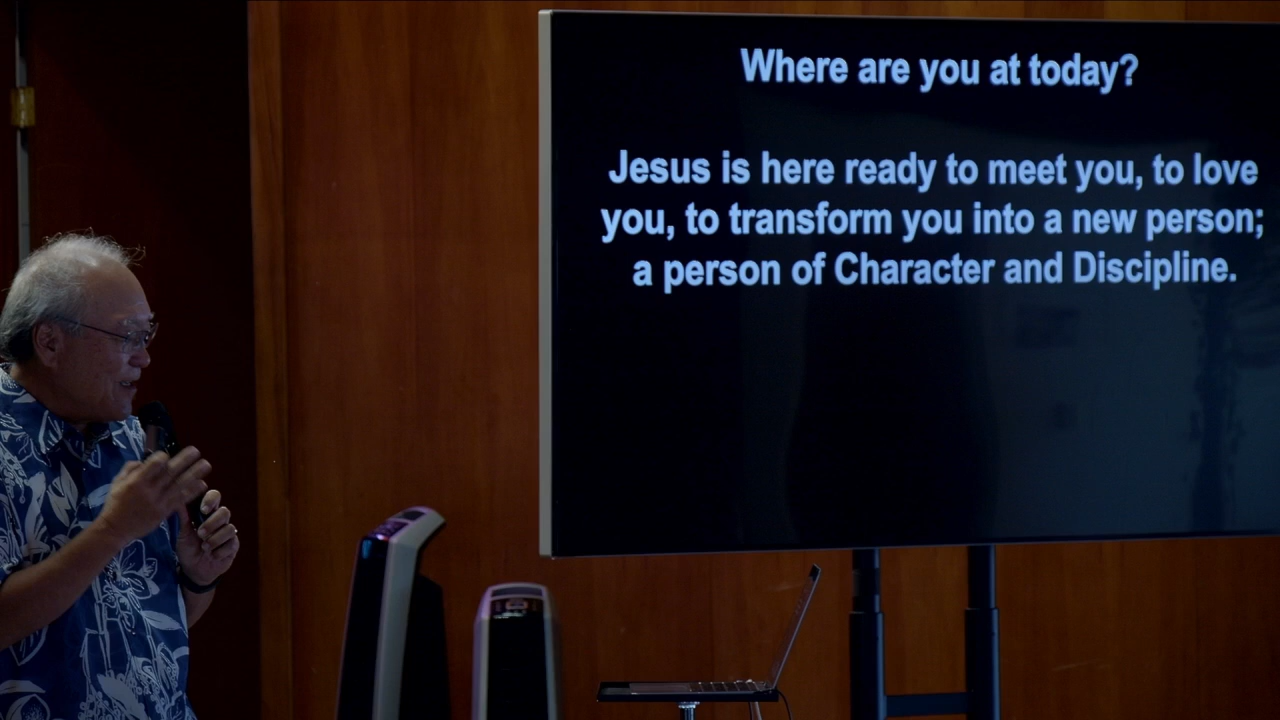 Where are you at today?
Jesus is here ready to meet you, to love
you, to transform you into a new person;
a person of Character and Discipline.